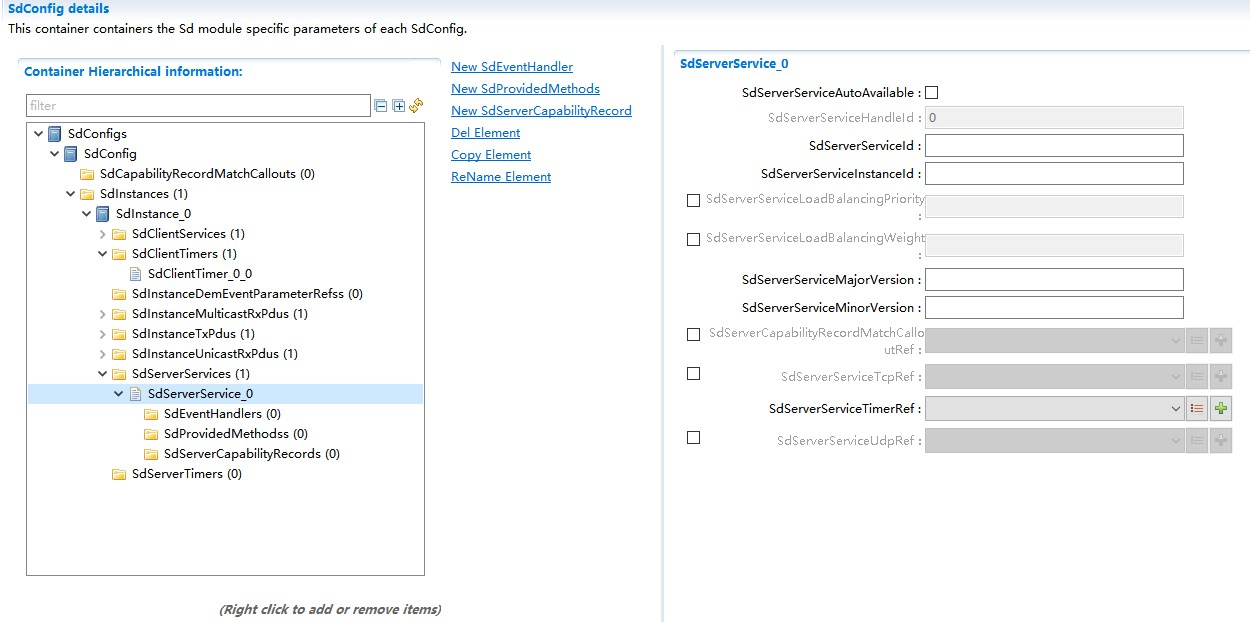 SdConfig details
This container containers the Sd module specific parameters of each SdConfig.
Container Hierarchical information:
filter
SdConfigs
SdConfig
SdCapabilityRecordMatchCallouts (0)
SdInstances (1)
SdInstance_0
SdClientServices (1)
SdClientTimers (1)
SdClientTimer_0_0
SdInstanceDemEventParameterRefss (0)
SdInstanceMulticastRxPdus (1)
SdInstanceTxPdus (1)
SdInstanceUnicastRxPdus (1)
SdServerServices (1)
SdServerService_0
SdEventHandlers (0)
SdProvidedMethodss (0)
SdServerCapabilityRecords (0)
SdServerTimers (0)
(Right click to add or remove items)
New SdEventHandler
New SdProvidedMethods
New SdServerCapabilityRecord
Del Element
Copy Element
ReName Element
SdServerService_0
SdServerServiceAutoAvailable :
SdServerServiceHandleId : 0
SdServerServiceId :
SdServerServiceInstanceId :
SdServerServiceLoadBalancingPriority
:
SdServerServiceLoadBalancingWeight
:
SdServerServiceMajorVersion :
SdServerServiceMinorVersion :
SdServerCapabilityRecordMatchCallo
utRef :
SdServerServiceTcpRef :
SdServerServiceTimerRef :
SdServerServiceUdpRef :